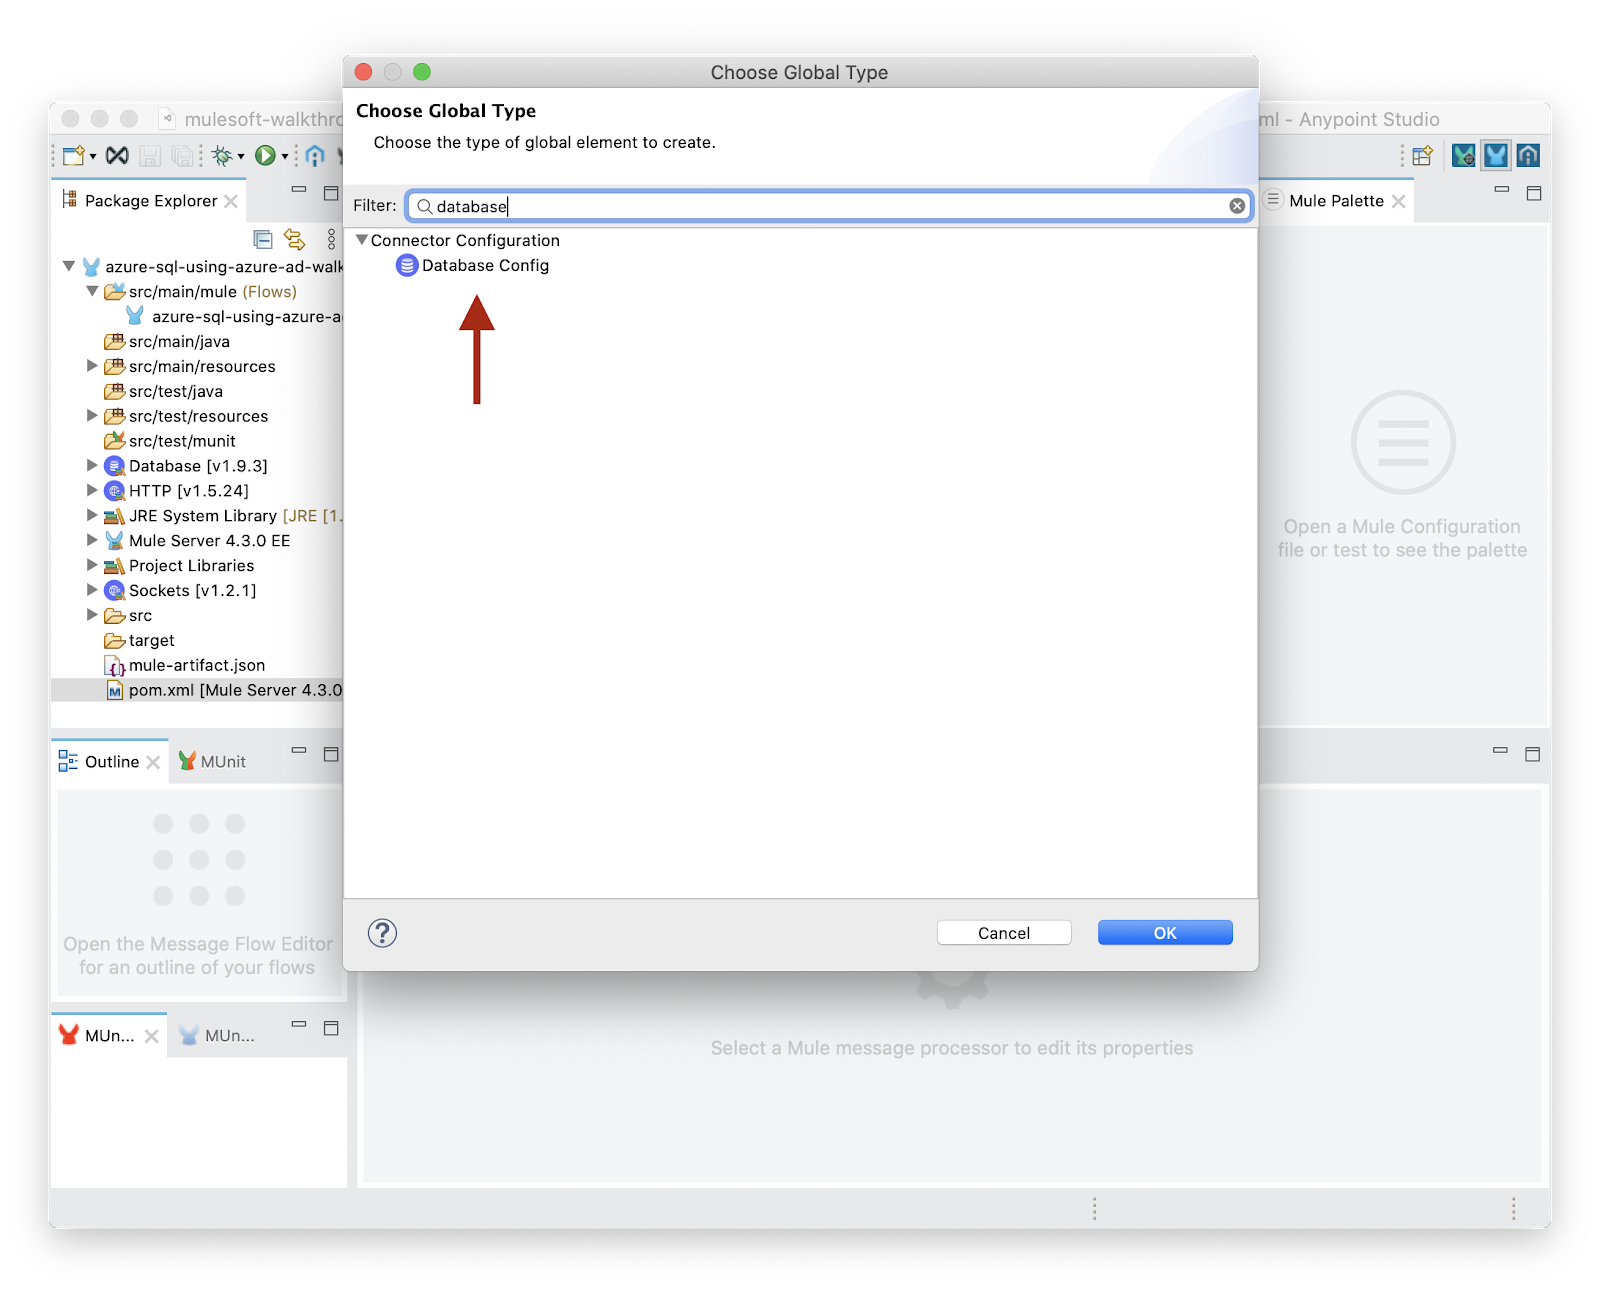 Choose Global Type
Choose Global Type
Choose the type of global element to create.
Filter:
database
Connector Configuration
Database Config
Cancel
OK
mulesoft-walkthro
ml - Anypoint Studio
Package Explorer
azure-sql-using-azure-ad-walk
src/main/mule (Flows)
azure-sql-using-azure-a
src/main/java
src/main/resources
src/test/java
src/test/resources
src/test/munit
Database [v1.9.3]
HTTP [v1.5.24]
JRE System Library [JRE [1.
Mule Server 4.3.0 EE
Project Libraries
Sockets [v1.2.1]
src
target
mule-artifact.json
pom.xml [Mule Server 4.3.0
Mule Palette
Open a Mule Configuration
file or test to see the palette
Outline
MUnit
Open the Message Flow Editor
for an outline of your flows
MUn...
MUn...
Select a Mule message processor to edit its properties